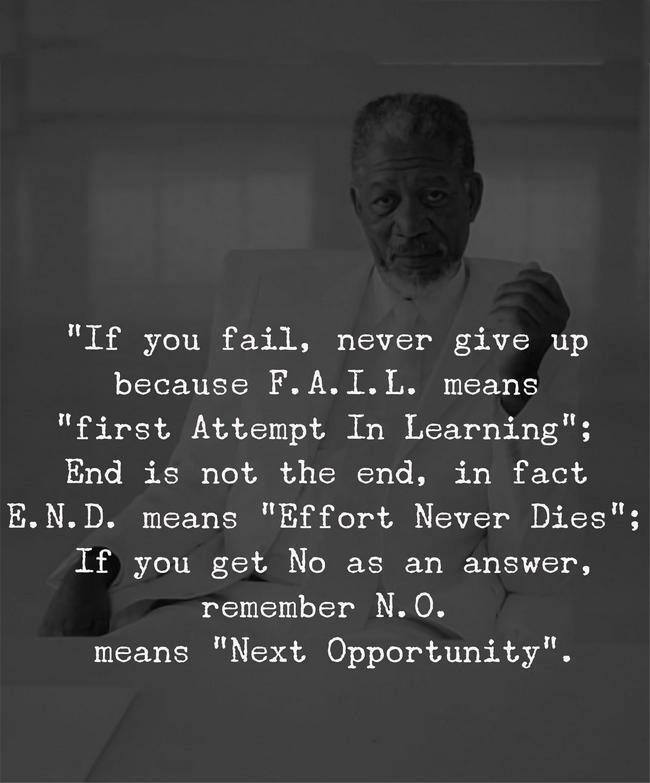 "If you fail, never give up
because F.A.I.L. means
"first Attempt In Learning";
End is not the end, in fact
E.N.D. means "Effort Never Dies";
If you get No as an answer,
remember N.O.
means "Next Opportunity".